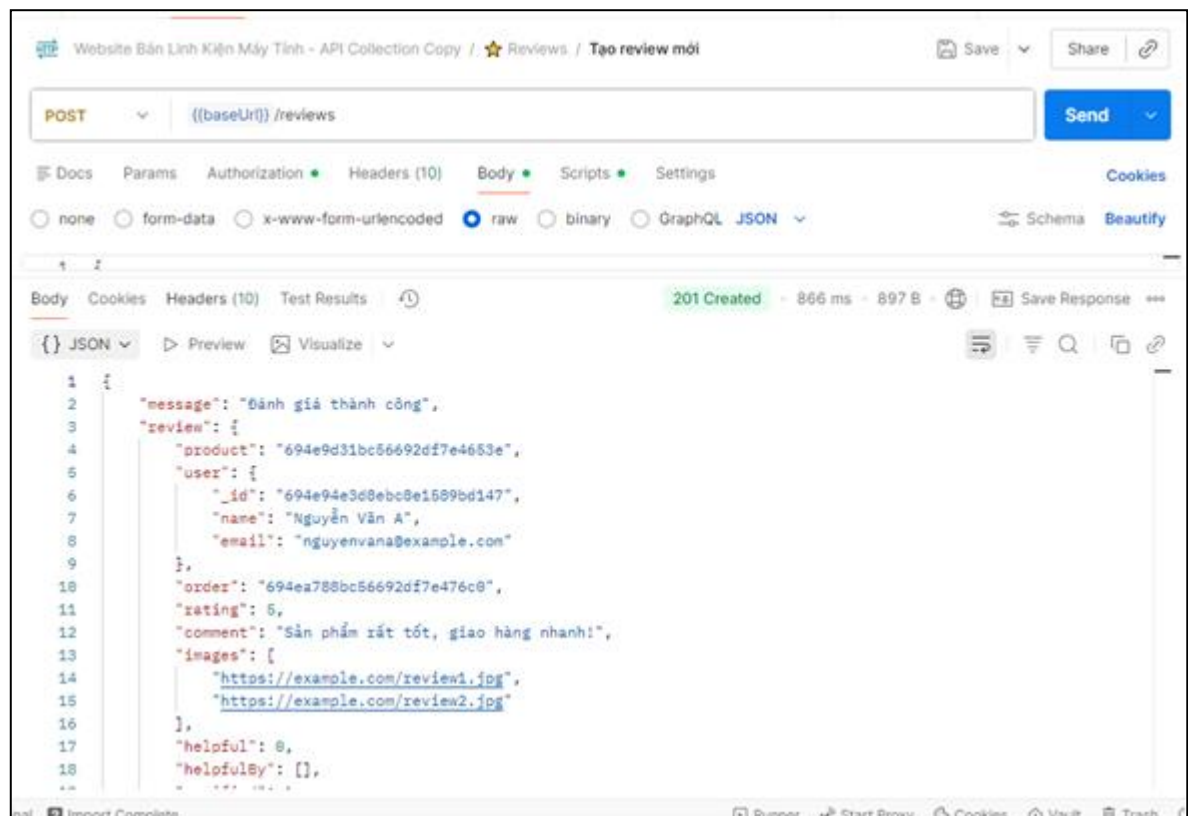 Website Bán Linh Kiện Máy Tính - API Collection Copy / Reviews / Tạo review mới Save Share
POST {{baseUrl}} /reviews Send
Docs Params Authorization Headers (10) Body Scripts Settings Cookies
none form-data x-www-form-urlencoded raw binary GraphQL JSON Schema Beautify
1 {
Body Cookies Headers (10) Test Results 201 Created 866 ms 897 B Save Response
{} JSON Preview Visualize
1 {
2 "message": "Đánh giá thành công",
3 "review": {
4 "product": "694e9d31bc56692df7e4653e",
5 "user": {
6 "_id": "694e94e3d8ebc8e1589bd147",
7 "name": "Nguyễn Văn A",
8 "email": "nguyenvana@example.com"
9 },
10 "order": "694ea788bc56692df7e476c8",
11 "rating": 5,
12 "comment": "Sản phẩm rất tốt, giao hàng nhanh!",
13 "images": [
14 "https://example.com/review1.jpg",
15 "https://example.com/review2.jpg"
16 ],
17 "helpful": 0,
18 "helpfulBy": [],
Import Complete Runner Start Proxy Cookies Vault Trash